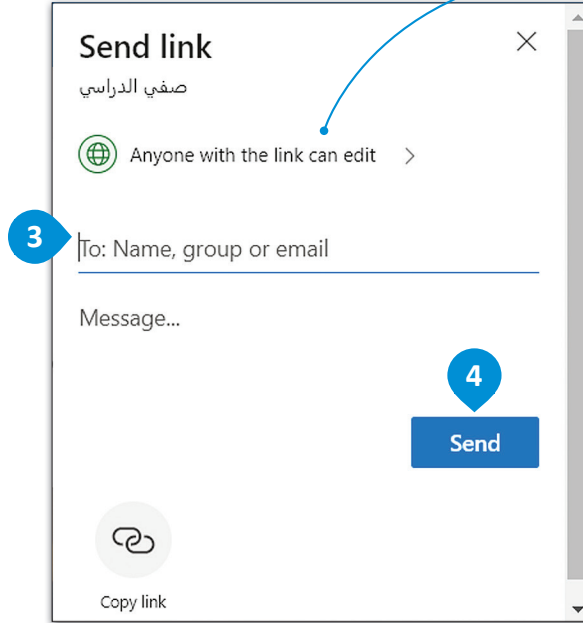 Send link
صفي الدراسي
Anyone with the link can edit
3
To: Name, group or email
Message...
4
Send
Copy link